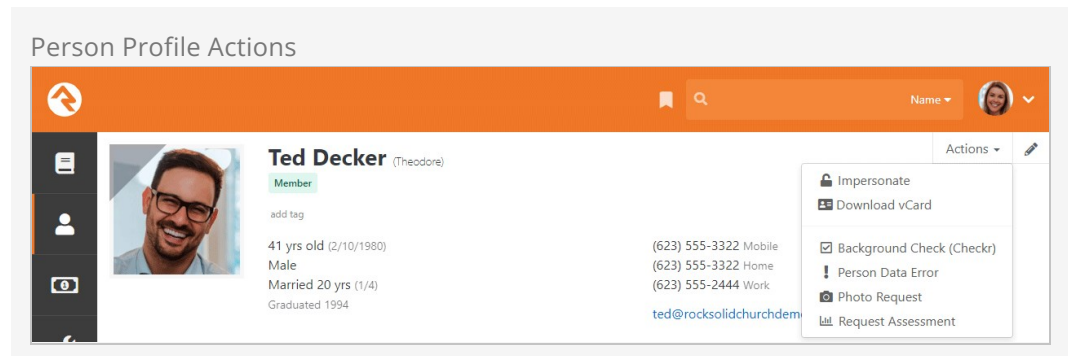 Person Profile Actions
Name
Actions
Ted Decker (Theodore)
Member
add tag
41 yrs old (2/10/1980)
Male
Married 20 yrs (1/4)
Graduated 1994
(623) 555-3322 Mobile
(623) 555-3322 Home
(623) 555-2444 Work
ted@rocksolidchurchdem
Impersonate
Download vCard
Background Check (Checkr)
Person Data Error
Photo Request
Request Assessment